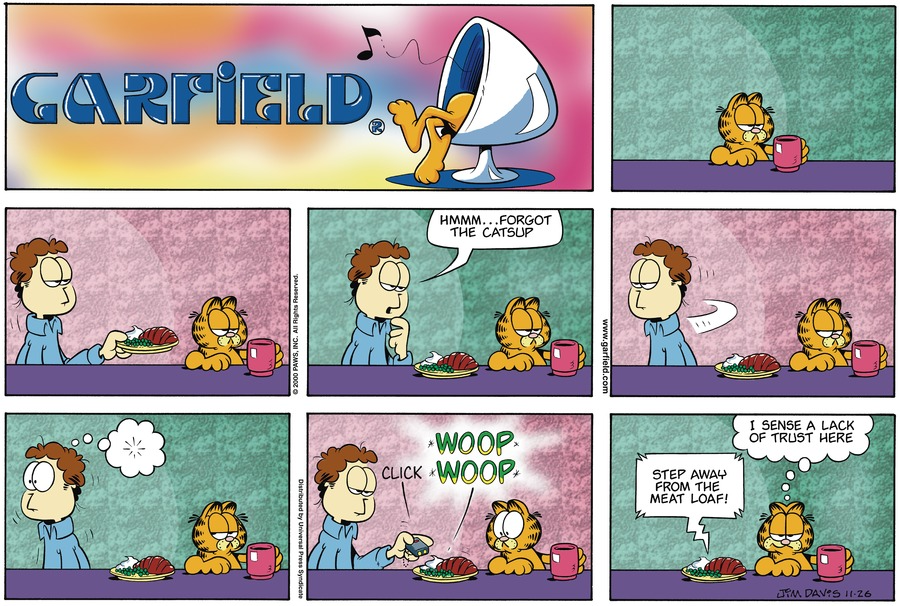 GARFiELD
®
HMMM...FORGOT
THE CATSUP
© 2000 PAWS, INC. All Rights Reserved.
www.garfield.com
CLICK
WOOP
WOOP
Distributed by Universal Press Syndicate
STEP AWAY
FROM THE
MEAT LOAF!
I SENSE A LACK
OF TRUST HERE
JiM DAViS 11-26